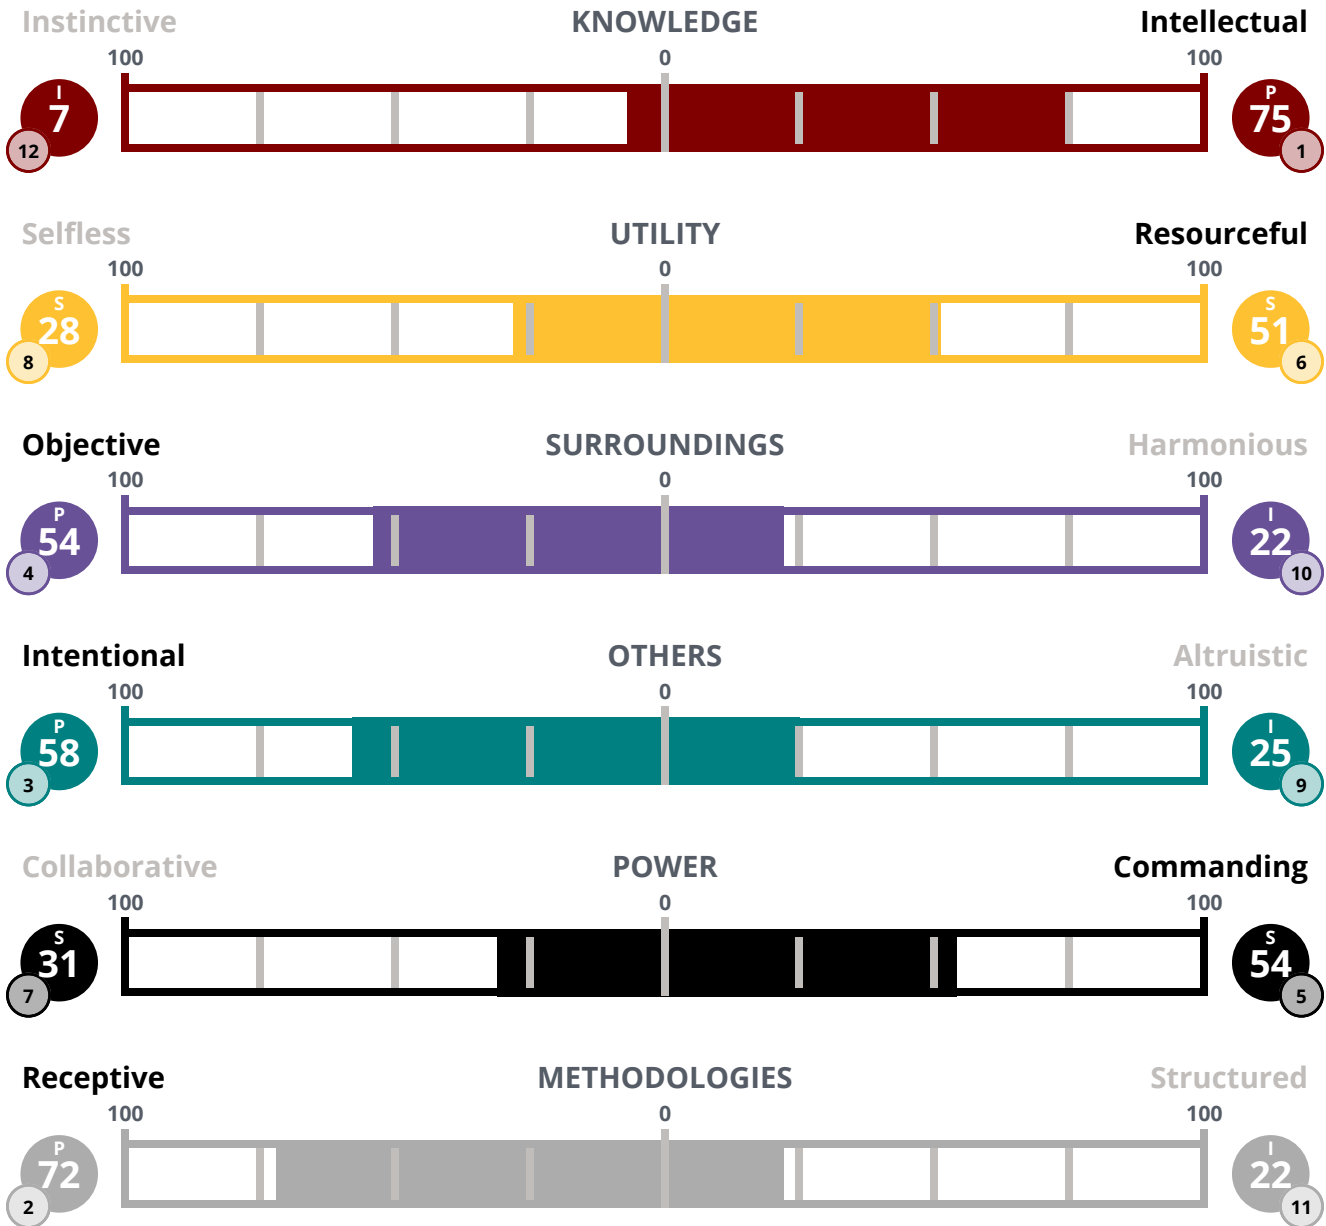 Instinctive KNOWLEDGE Intellectual
100 0 100
I P
7 75
12 1
Selfless UTILITY Resourceful
100 0 100
S S
28 51
8 6
Objective SURROUNDINGS Harmonious
100 0 100
P I
54 22
4 10
Intentional OTHERS Altruistic
100 0 100
P I
58 25
3 9
Collaborative POWER Commanding
100 0 100
S S
31 54
7 5
Receptive METHODOLOGIES Structured
100 0 100
P I
72 22
2 11